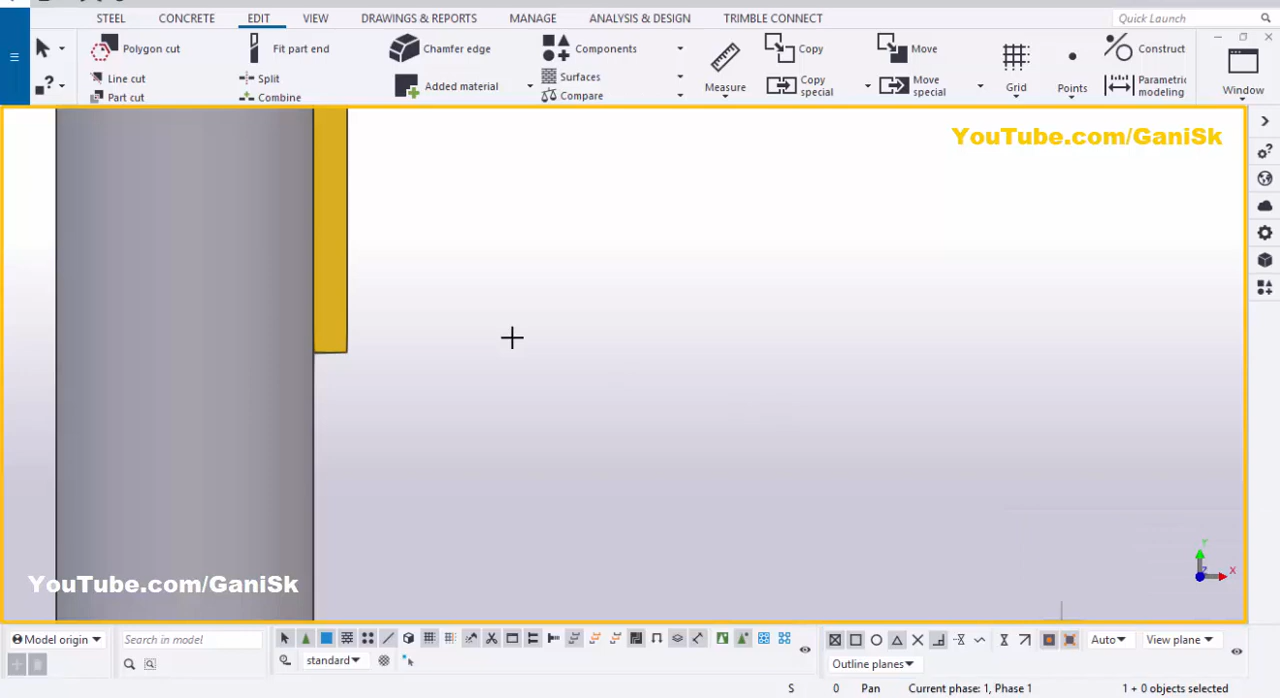 STEEL CONCRETE EDIT VIEW DRAWINGS & REPORTS MANAGE ANALYSIS & DESIGN TRIMBLE CONNECT Quick Launch
Polygon cut
Line cut
Part cut
Fit part end
Split
Combine
Chamfer edge
Added material
Components
Surfaces
Compare
Measure
Copy
Copy
special
Move
Move
special
Grid
Points
Construct
Parametric
modeling
Window
YouTube.com/GaniSk
YouTube.com/GaniSk
Y
X
Z
Model origin
Search in model
standard
Auto
View plane
Outline planes
S 0 Pan Current phase: 1, Phase 1 1 + 0 objects selected